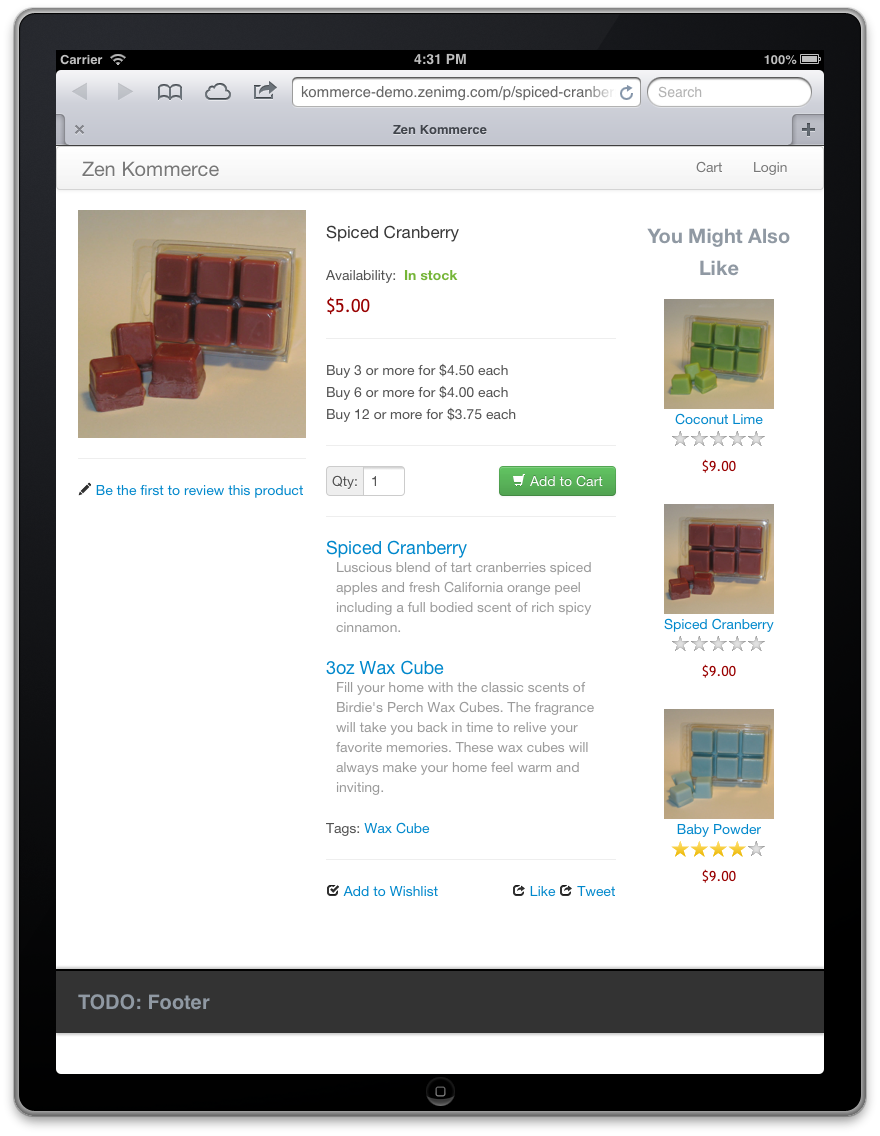 Carrier
4:31 PM
100%
kommerce-demo.zenimg.com/p/spiced-cranber
Search
Zen Kommerce
Zen Kommerce
Cart
Login
Spiced Cranberry
Availability: In stock
$5.00
Buy 3 or more for $4.50 each
Buy 6 or more for $4.00 each
Buy 12 or more for $3.75 each
Be the first to review this product
Qty: 1
Add to Cart
Spiced Cranberry
Luscious blend of tart cranberries spiced
apples and fresh California orange peel
including a full bodied scent of rich spicy
cinnamon.
3oz Wax Cube
Fill your home with the classic scents of
Birdie's Perch Wax Cubes. The fragrance
will take you back in time to relive your
favorite memories. These wax cubes will
always make your home feel warm and
inviting.
Tags: Wax Cube
Add to Wishlist
Like
Tweet
You Might Also
Like
Coconut Lime
$9.00
Spiced Cranberry
$9.00
Baby Powder
$9.00
TODO: Footer